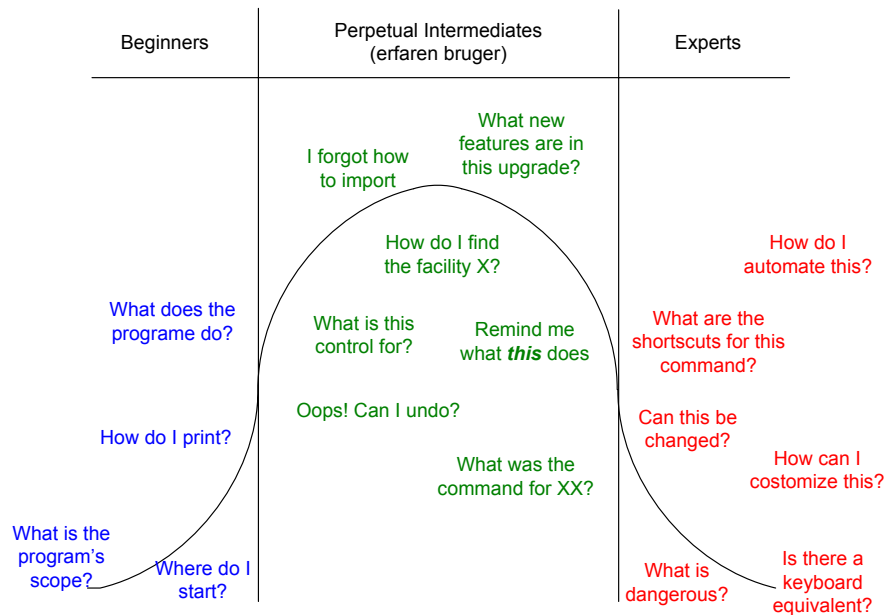 Beginners
Perpetual Intermediates
(erfaren bruger)
Experts
What does the
programe do?
How do I print?
What is the
program's
scope?
Where do I
start?
I forgot how
to import
What new
features are in
this upgrade?
How do I find
the facility X?
What is this
control for?
Remind me
what this does
Oops! Can I undo?
What was the
command for XX?
How do I
automate this?
What are the
shortscuts for this
command?
Can this be
changed?
How can I
costomize this?
What is
dangerous?
Is there a
keyboard
equivalent?